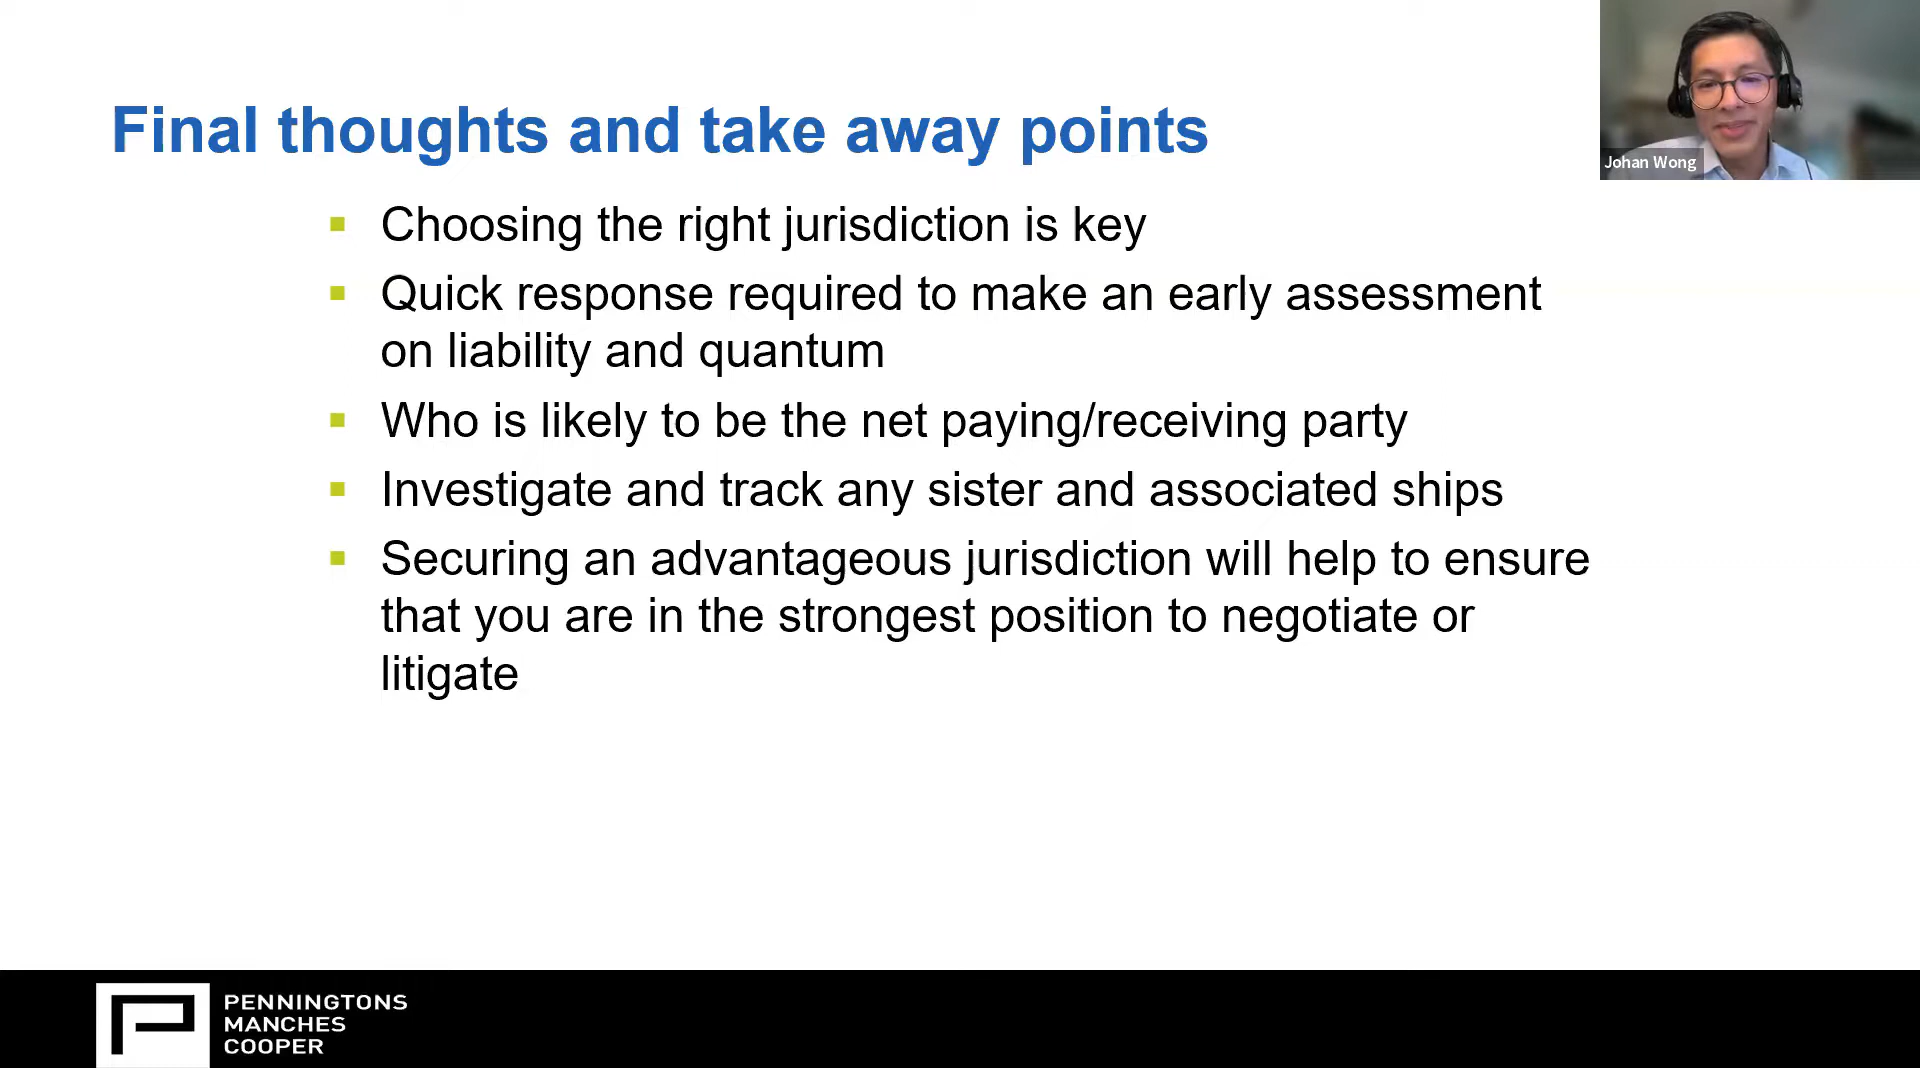 Final thoughts and take away points
Johan Wong
Choosing the right jurisdiction is key
Quick response required to make an early assessment
on liability and quantum
Who is likely to be the net paying/receiving party
Investigate and track any sister and associated ships
Securing an advantageous jurisdiction will help to ensure
that you are in the strongest position to negotiate or
litigate
PENNINGTONS
MANCHES
COOPER